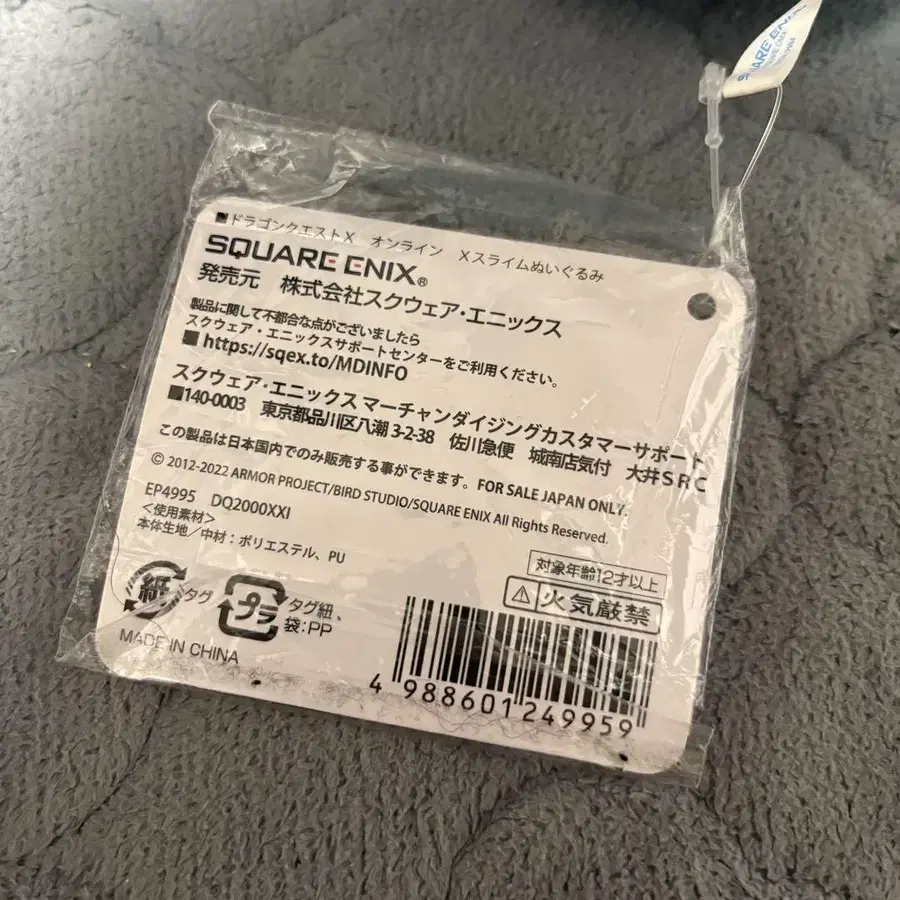 SQUARE ENIX
■ドラゴンクエストX オンライン Xスライムぬいぐるみ
SQUARE ENIX®
発売元 株式会社スクウェア・エニックス
製品に関して不都合な点がございましたら
スクウェア・エニックスサポートセンターをご利用ください。
■https://sqex.to/MDINFO
スクウェア・エニックス マーチャンダイジングカスタマーサポート
■140-0003 東京都品川区八潮 3-2-38 佐川急便 城南店気付 大井ＳＲＣ
この製品は日本国内でのみ販売する事ができます。FOR SALE JAPAN ONLY.
© 2012-2022 ARMOR PROJECT/BIRD STUDIO/SQUARE ENIX All Rights Reserved.
EP4995 DQ2000XXI
<使用素材>
本体生地/中材：ポリエステル、PU
対象年齢12才以上
火気厳禁
紙 タグ
プラ タグ紐、
袋:PP
MADE IN CHINA
4 988601 249959